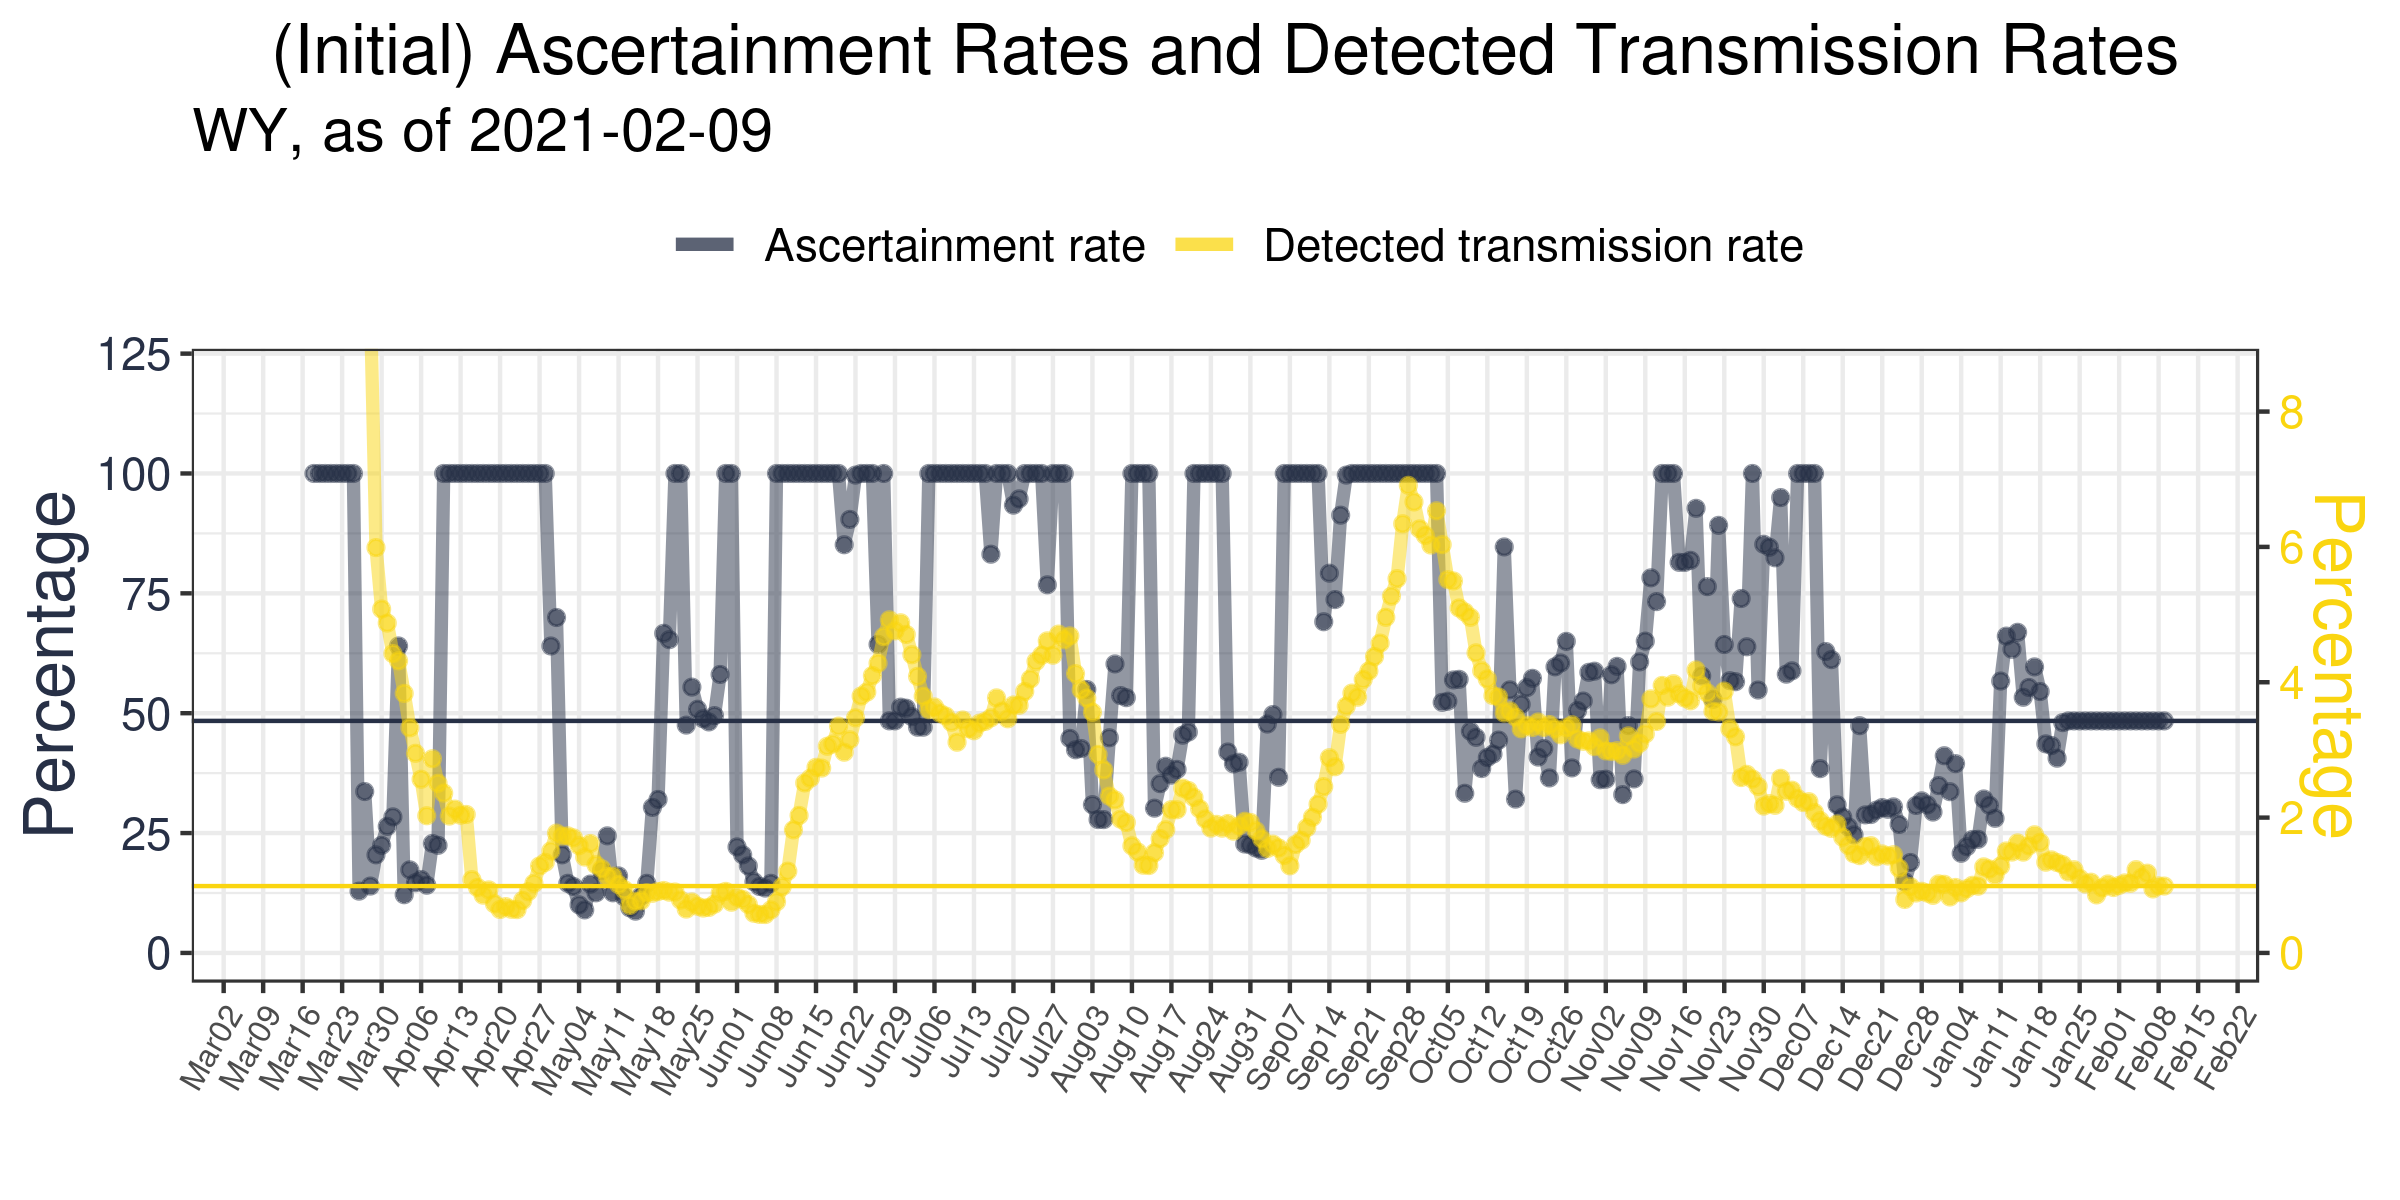 (Initial) Ascertainment Rates and Detected Transmission Rates
WY, as of 2021-02-09
Ascertainment rate
Detected transmission rate
Percentage
125
100
75
50
25
0
8
6
4
2
0
Percentage
Mar02
Mar09
Mar16
Mar23
Mar30
Apr06
Apr13
Apr20
Apr27
May04
May11
May18
May25
Jun01
Jun08
Jun15
Jun22
Jun29
Jul06
Jul13
Jul20
Jul27
Aug03
Aug10
Aug17
Aug24
Aug31
Sep07
Sep14
Sep21
Sep28
Oct05
Oct12
Oct19
Oct26
Nov02
Nov09
Nov16
Nov23
Nov30
Dec07
Dec14
Dec21
Dec28
Jan04
Jan11
Jan18
Jan25
Feb01
Feb08
Feb15
Feb22